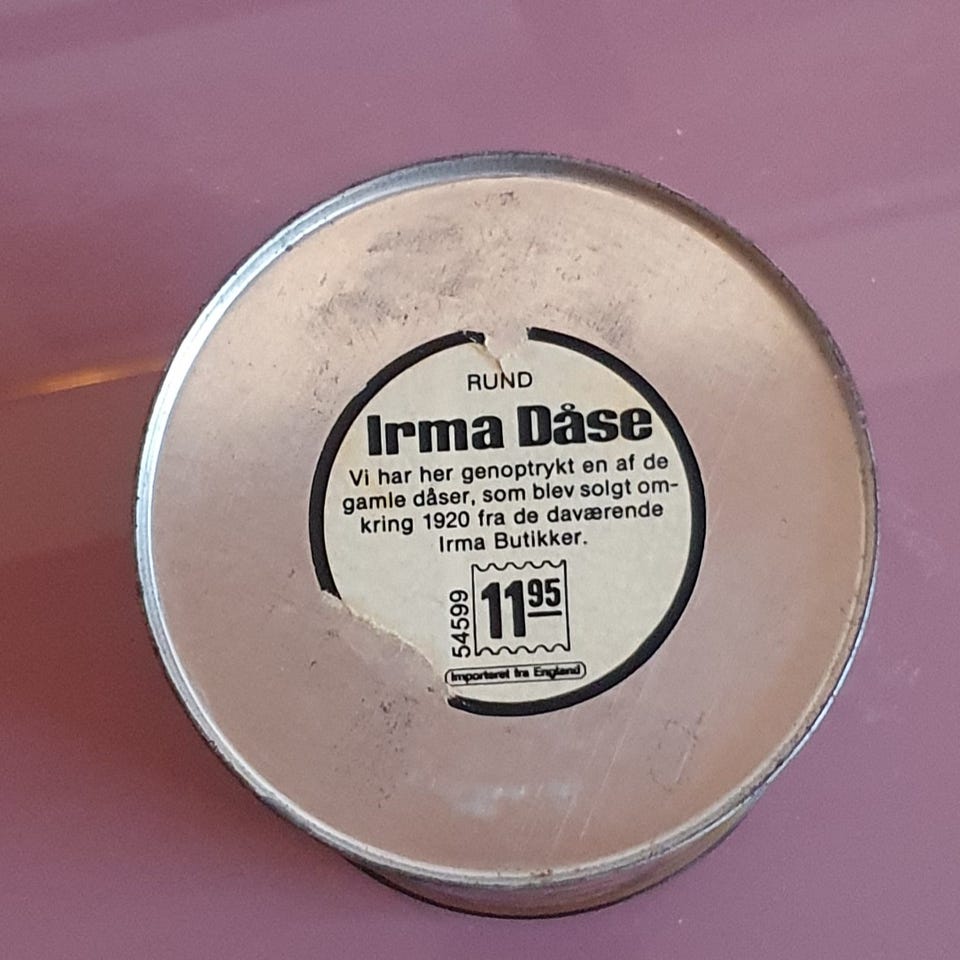 RUND
Irma Dåse
Vi har her genoptrykt en af de
gamle dåser, som blev solgt om-
kring 1920 fra de daværende
Irma Butikker.
54599
11 95
Importeret fra England